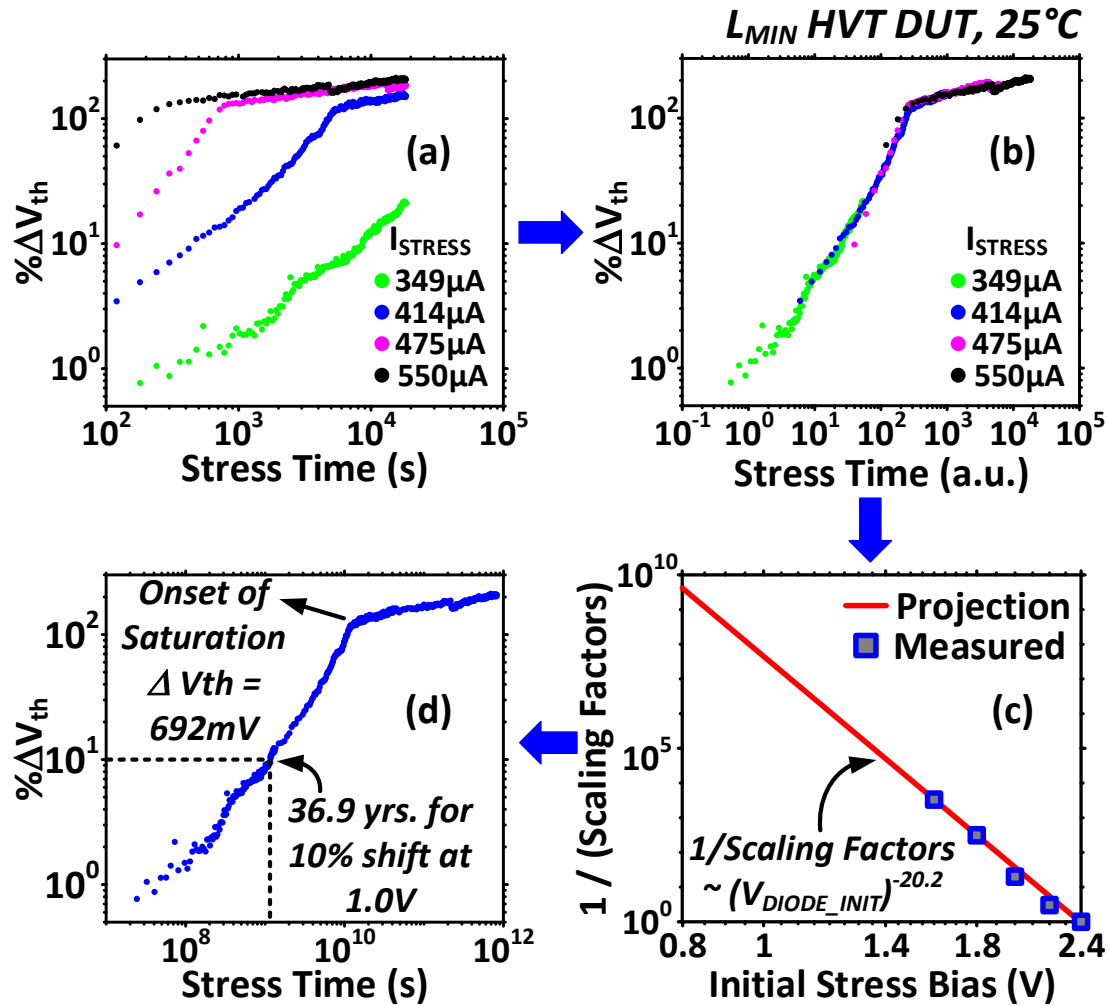 L_MIN HVT DUT, 25°C
%ΔV_th
10²
10¹
10⁰
(a)
I_STRESS
349µA
414µA
475µA
550µA
10² 10³ 10⁴ 10⁵
Stress Time (s)
%ΔV_th
10²
10¹
10⁰
(b)
I_STRESS
349µA
414µA
475µA
550µA
10⁻¹ 10⁰ 10¹ 10² 10³ 10⁴ 10⁵
Stress Time (a.u.)
%ΔV_th
10²
10¹
10⁰
Onset of
Saturation
Δ Vth =
692mV
(d)
36.9 yrs. for
10% shift at
1.0V
10⁸ 10¹⁰ 10¹²
Stress Time (s)
1 / (Scaling Factors)
10¹⁰
10⁵
10⁰
Projection
Measured
(c)
1/Scaling Factors
~ (V_DIODE_INIT)⁻²⁰·²
0.8 1 1.4 1.8 2.4
Initial Stress Bias (V)